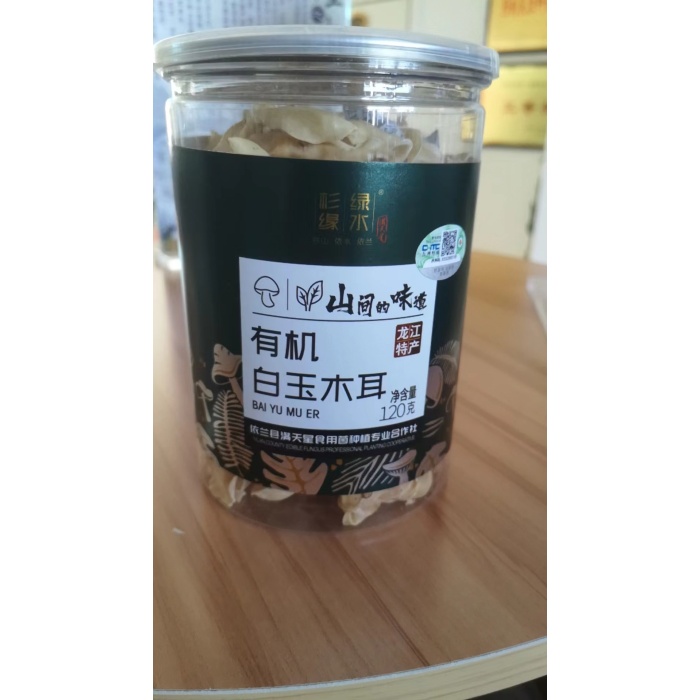 杉 绿
缘 水
山间的味道
有机
龙江
特产
白玉木耳
BAI YU MU ER
净含量
120克
依兰县满天星食用菌种植专业合作社